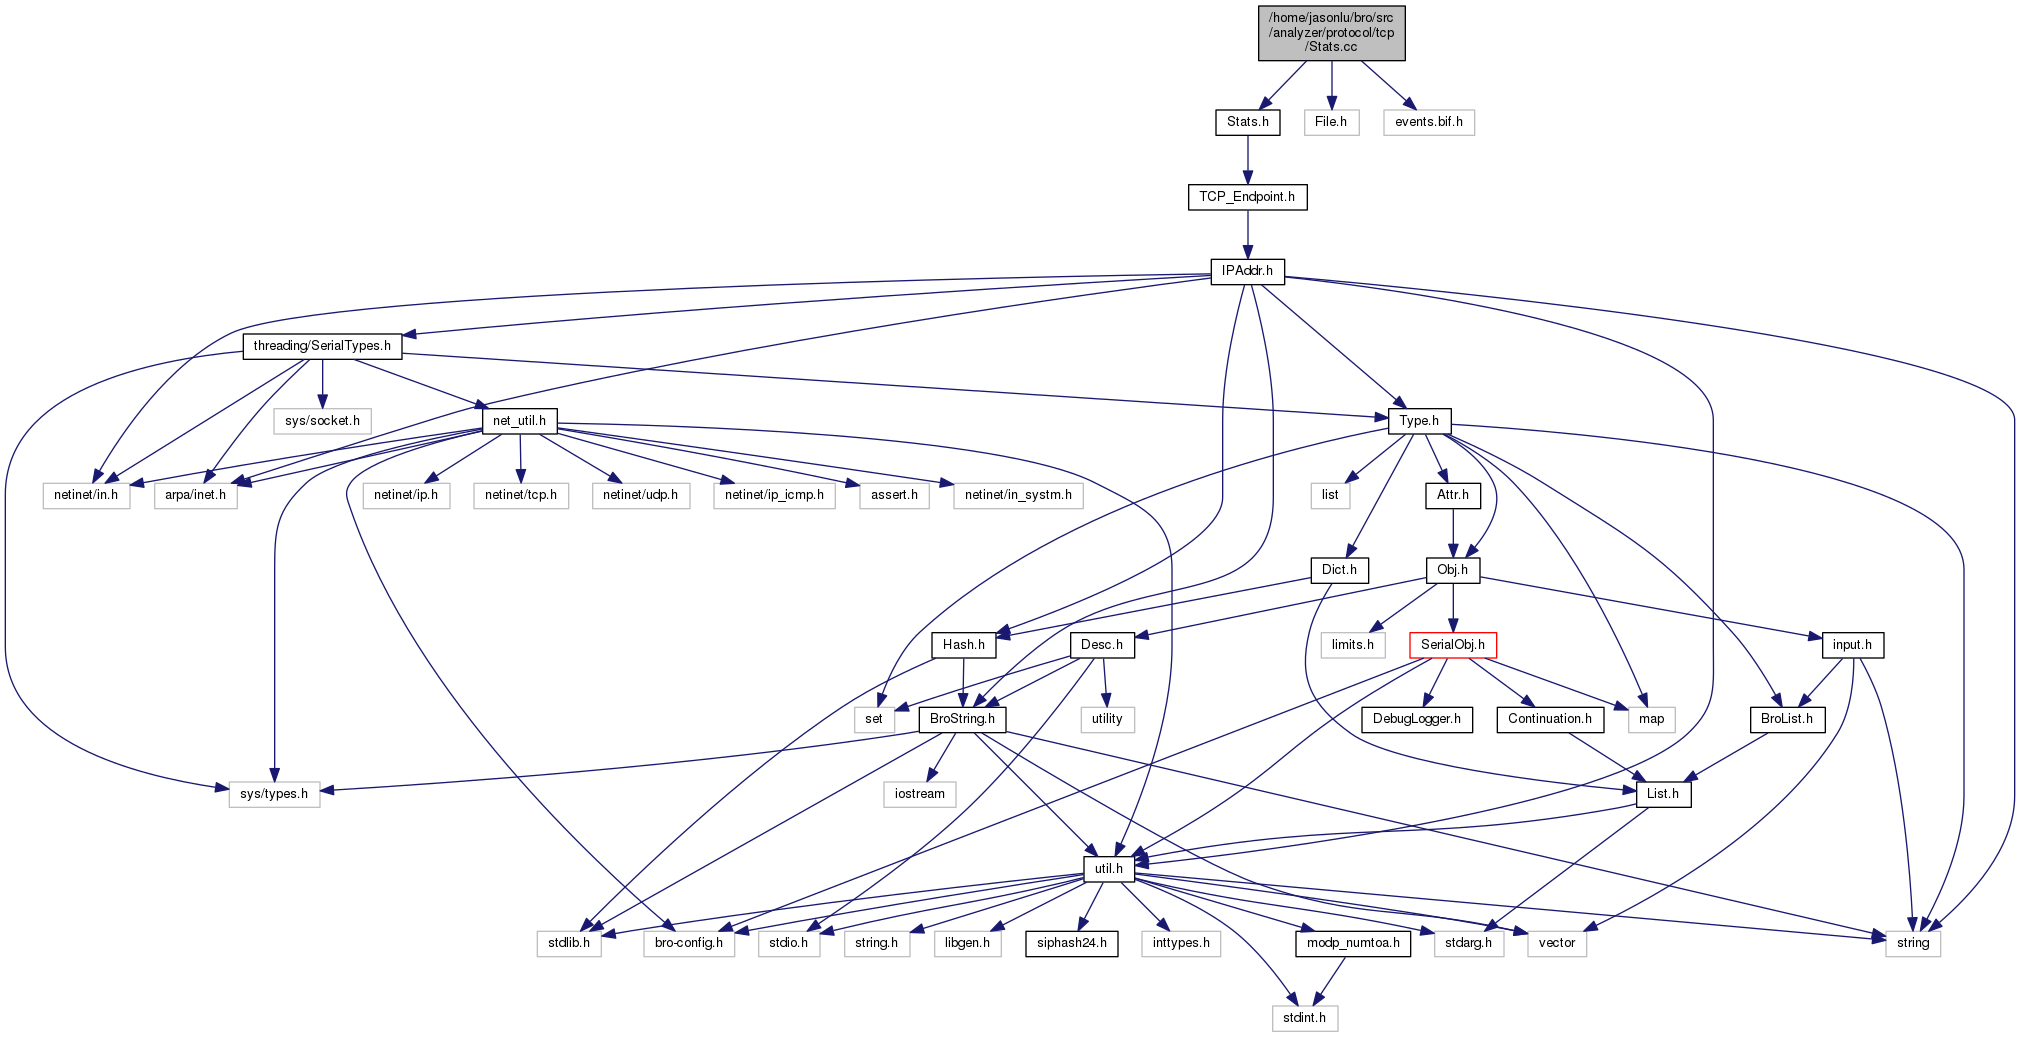 /home/jasonlu/bro/src
/analyzer/protocol/tcp
/Stats.cc
Stats.h
File.h
events.bif.h
TCP_Endpoint.h
IPAddr.h
threading/SerialTypes.h
sys/socket.h
net_util.h
Type.h
netinet/in.h
arpa/inet.h
netinet/ip.h
netinet/tcp.h
netinet/udp.h
netinet/ip_icmp.h
assert.h
netinet/in_systm.h
list
Attr.h
Dict.h
Obj.h
Hash.h
Desc.h
limits.h
SerialObj.h
input.h
set
BroString.h
utility
DebugLogger.h
Continuation.h
map
BroList.h
sys/types.h
iostream
List.h
util.h
stdlib.h
bro-config.h
stdio.h
string.h
libgen.h
siphash24.h
inttypes.h
modp_numtoa.h
stdarg.h
vector
string
stdint.h